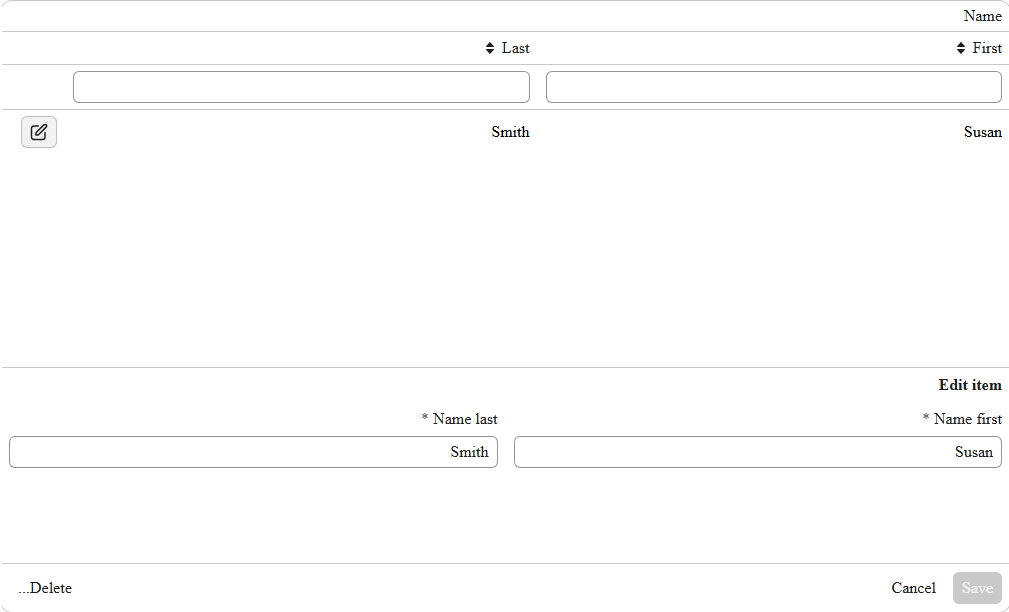 Name
Last First
Smith Susan
Edit item
* Name last * Name first
Smith Susan
...Delete Cancel Save